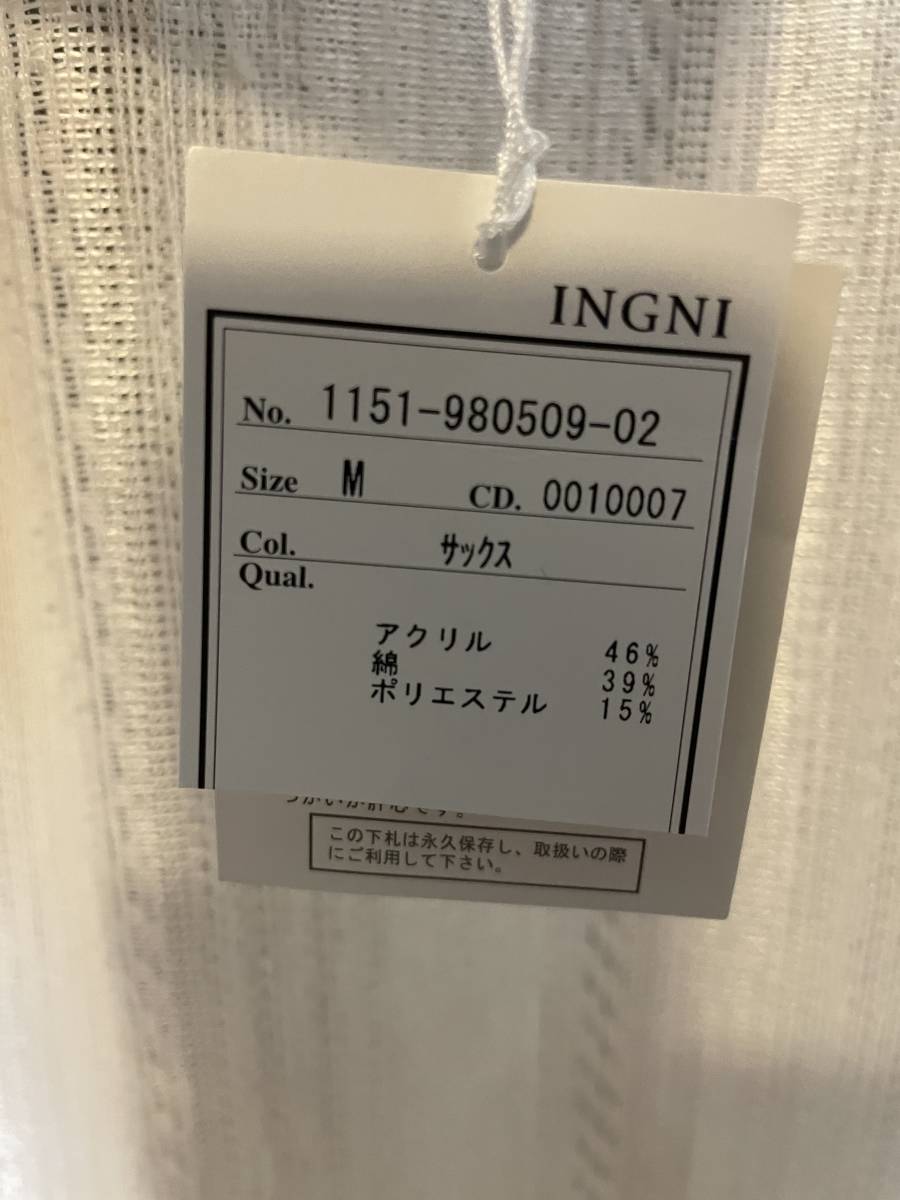 INGNI
No. 1151-980509-02
Size M CD. 0010007
Col. サックス
Qual.
アクリル 46%
綿 39%
ポリエステル 15%
この下札は永久保存し、取扱いの際
にご利用して下さい。